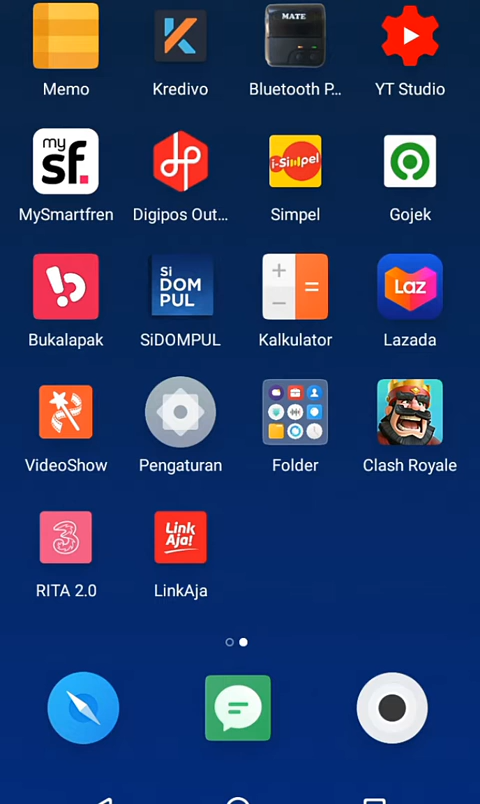 MATE
Memo
Kredivo
Bluetooth P...
YT Studio
my
sf.
dp
i-Simpel
MySmartfren
Digipos Out...
Simpel
Gojek
Si
DOM
PUL
Laz
Bukalapak
SiDOMPUL
Kalkulator
Lazada
VideoShow
Pengaturan
Folder
Clash Royale
3
Link
Aja!
RITA 2.0
LinkAja